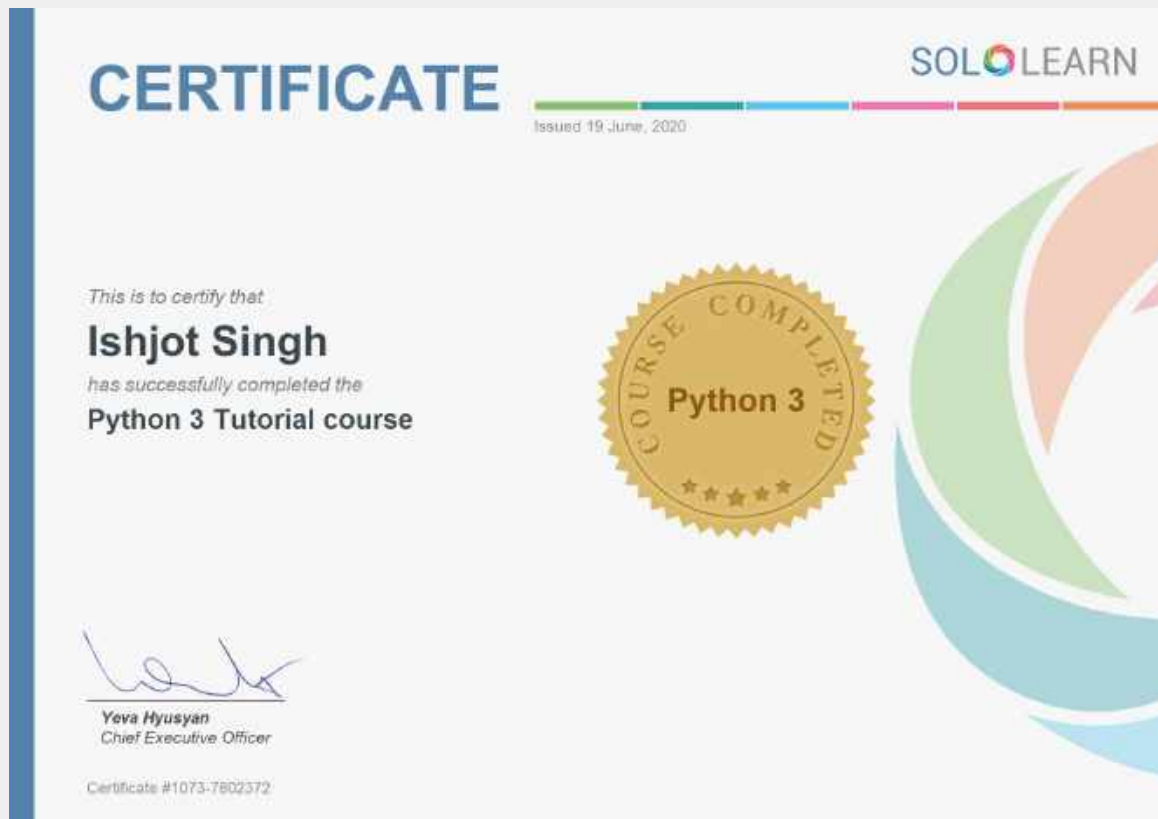 CERTIFICATE
SOLOLEARN
Issued 19 June, 2020
This is to certify that
Ishjot Singh
has successfully completed the
Python 3 Tutorial course
COURSE COMPLETED
Python 3
Yeva Hyusyan
Chief Executive Officer
Certificate #1073-7802372